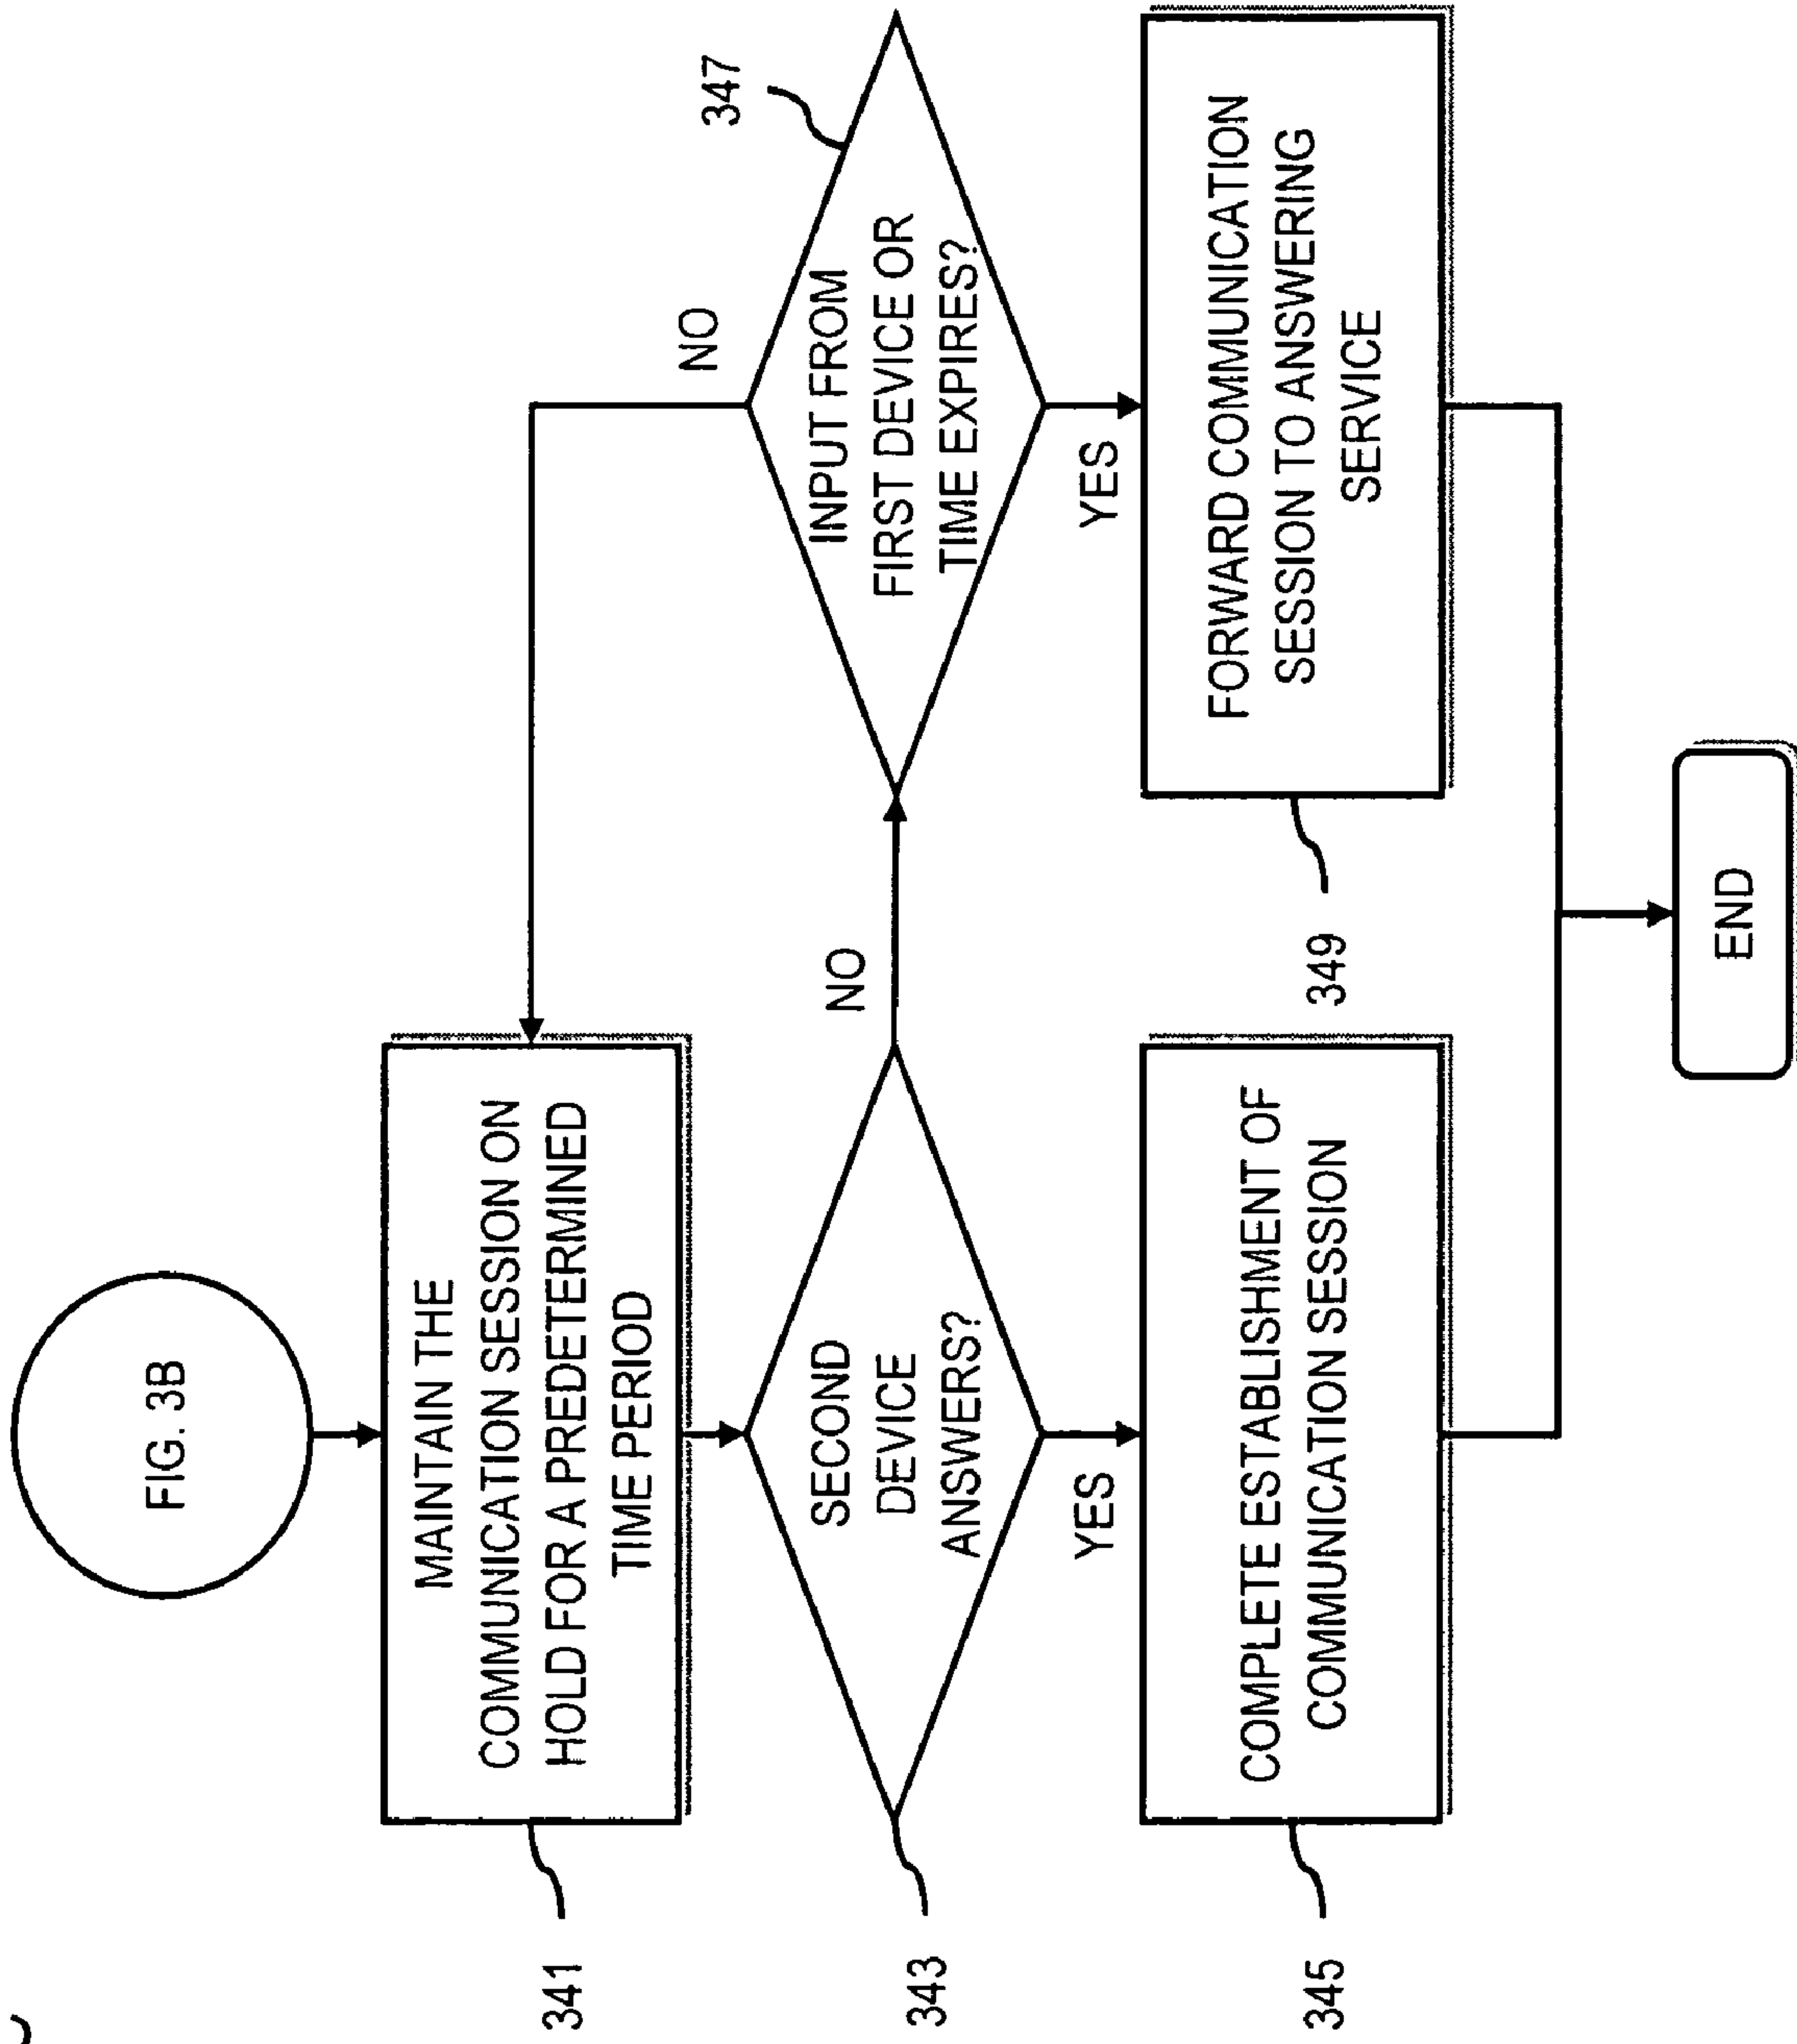 FIG. 3B
341
MAINTAIN THE
COMMUNICATION SESSION ON
HOLD FOR A PREDETERMINED
TIME PERIOD
343
SECOND
DEVICE
ANSWERS?
NO
YES
347
INPUT FROM
FIRST DEVICE OR
TIME EXPIRES?
NO
YES
345
COMPLETE ESTABLISHMENT OF
COMMUNICATION SESSION
349
FORWARD COMMUNICATION
SESSION TO ANSWERING
SERVICE
END